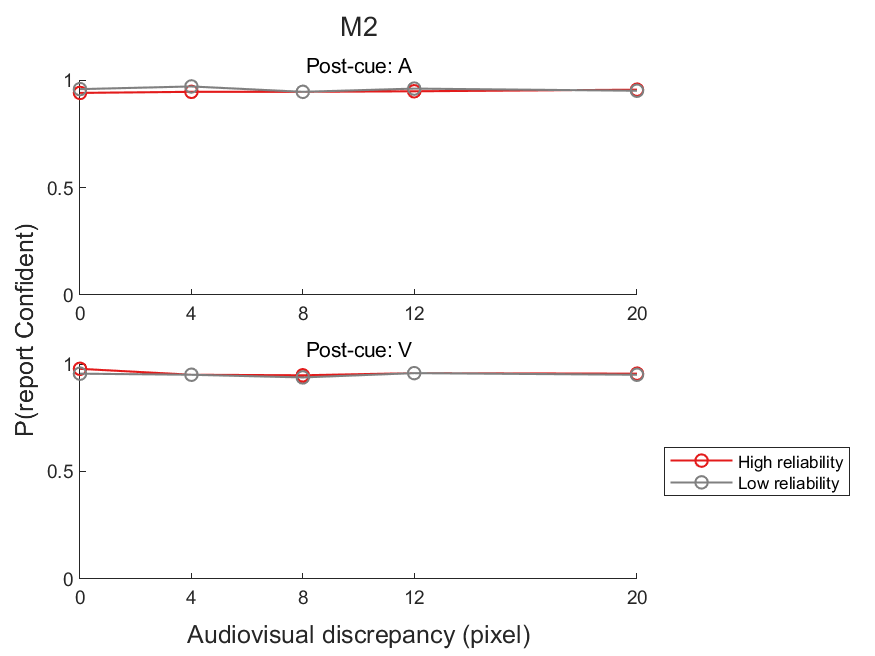 M2
Post-cue: A
1
0.5
0
0 4 8 12 20
P(report Confident)
Post-cue: V
1
0.5
0
0 4 8 12 20
Audiovisual discrepancy (pixel)
High reliability
Low reliability